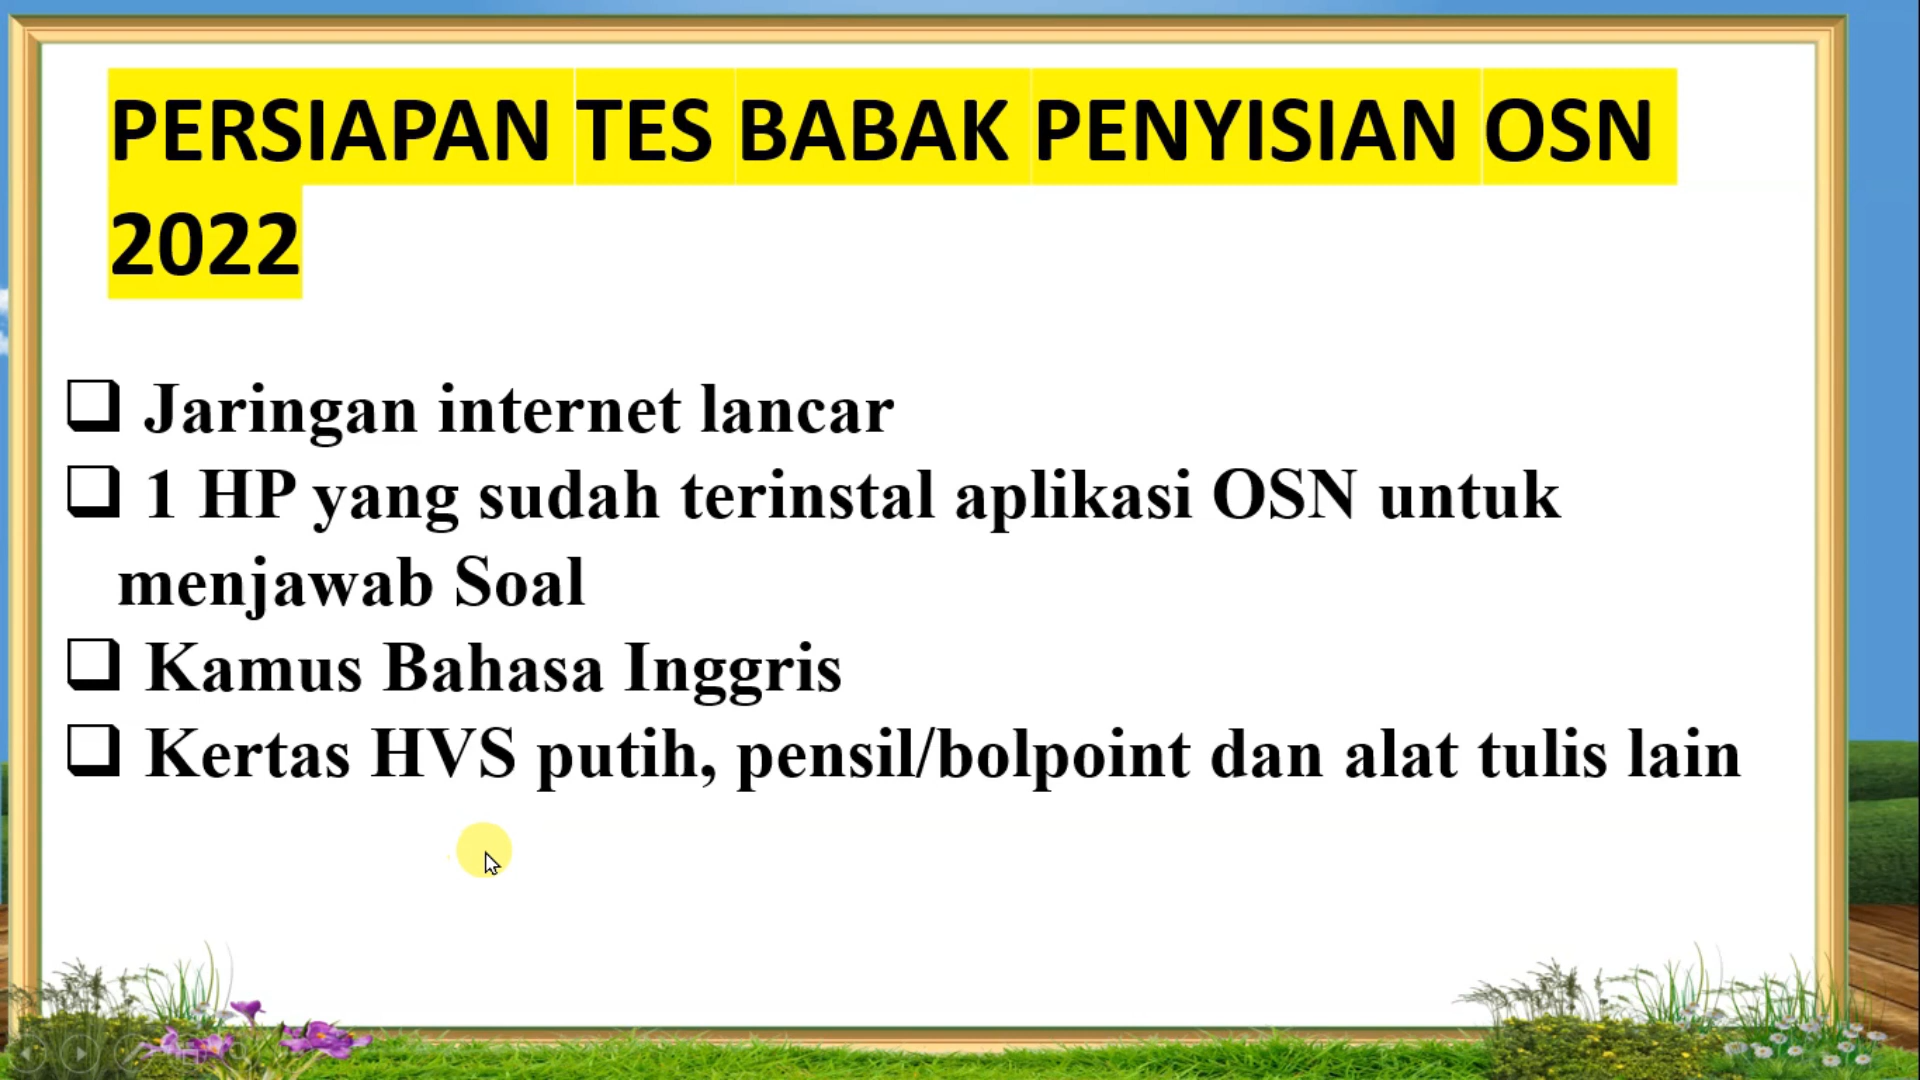 PERSIAPAN TES BABAK PENYISIAN OSN
2022
❑ Jaringan internet lancar
❑ 1 HP yang sudah terinstal aplikasi OSN untuk
menjawab Soal
❑ Kamus Bahasa Inggris
❑ Kertas HVS putih, pensil/bolpoint dan alat tulis lain